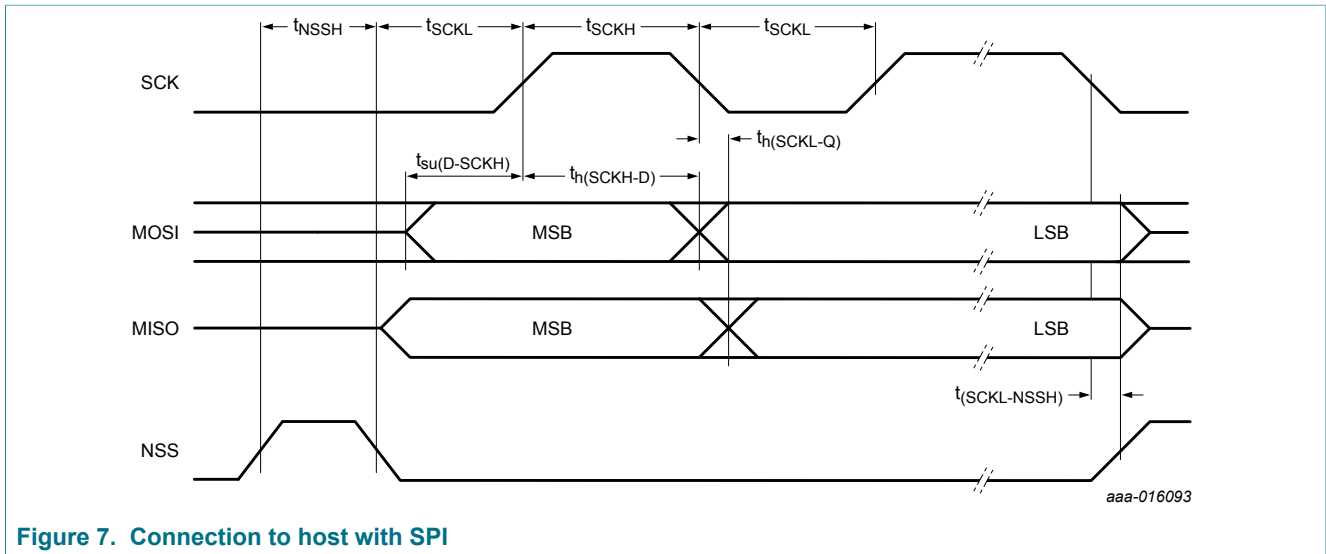 tNSSH tSCKL tSCKH tSCKL
SCK
th(SCKL-Q)
tsu(D-SCKH) th(SCKH-D)
MOSI MSB LSB
MISO MSB LSB
t(SCKL-NSSH)
NSS
aaa-016093
Figure 7. Connection to host with SPI